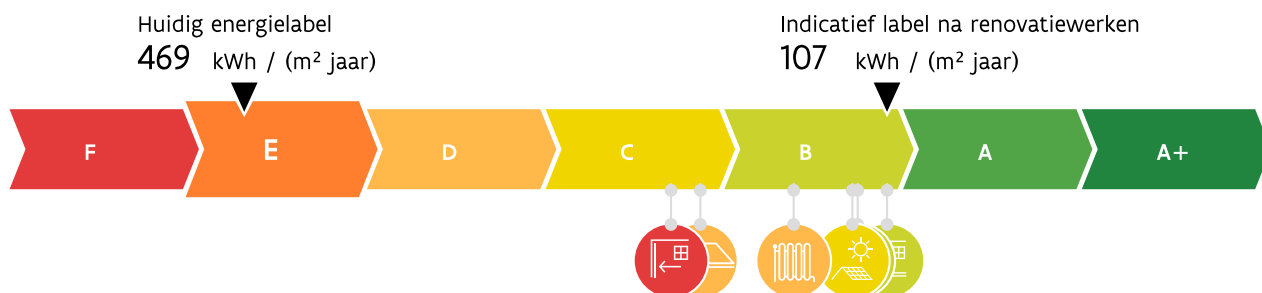 Huidig energielabel
469 kWh / (m² jaar)
Indicatief label na renovatiewerken
107 kWh / (m² jaar)
F E D C B A A+